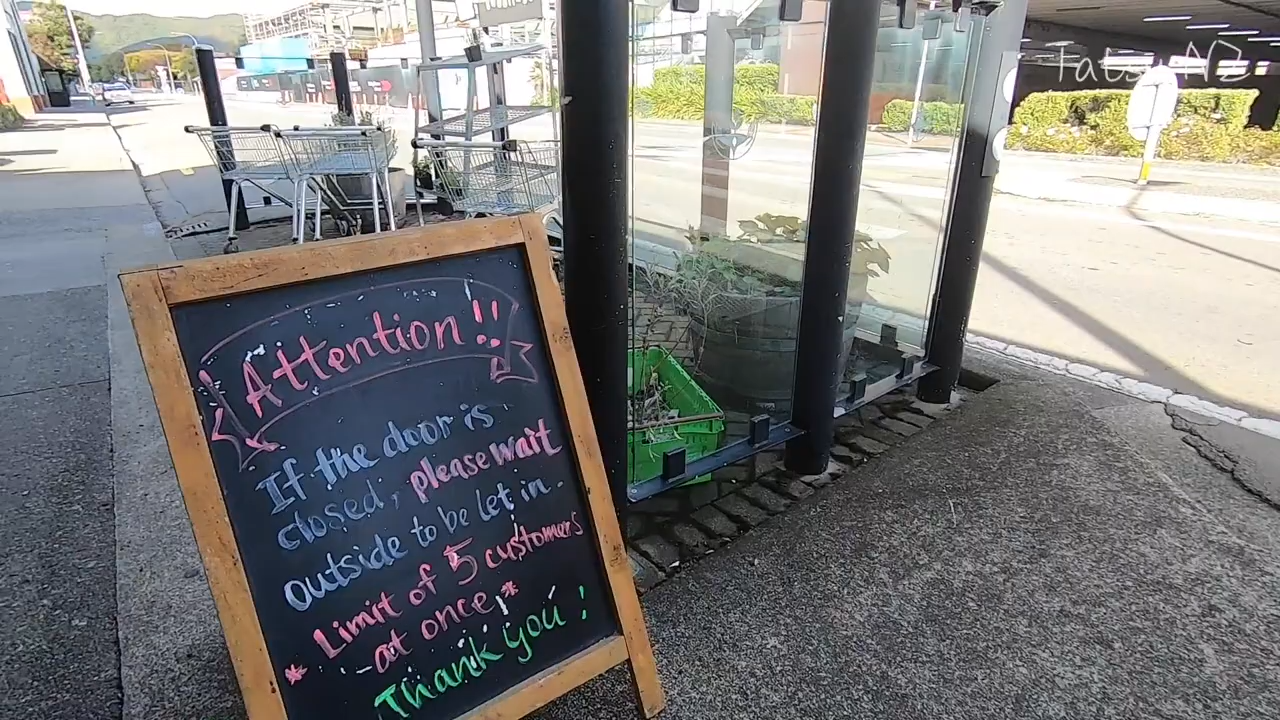 Tatsu NZ
Attention!!
If the door is
closed, please wait
outside to be let in.
* Limit of 5 customers
- at once *
Thank you!